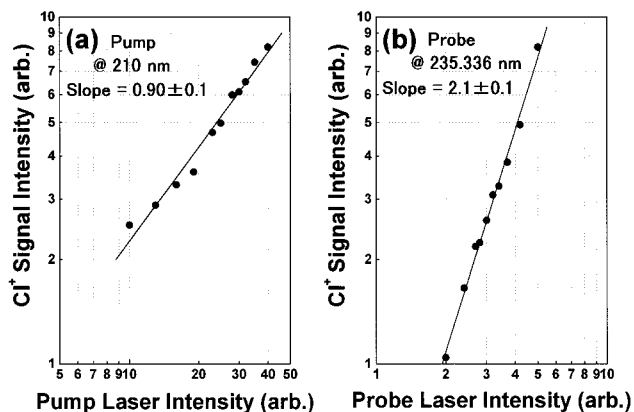 10
9
8
7
6
5
4
3
2
1
Cl⁺ Signal Intensity (arb.)
(a) Pump
@ 210 nm
Slope = 0.90±0.1
5 6 7 8 9 10 20 30 40 50
Pump Laser Intensity (arb.)
10
9
8
7
6
5
4
3
2
1
Cl⁺ Signal Intensity (arb.)
(b) Probe
@ 235.336 nm
Slope = 2.1±0.1
1 2 3 4 5 6 7 8 9 10
Probe Laser Intensity (arb.)